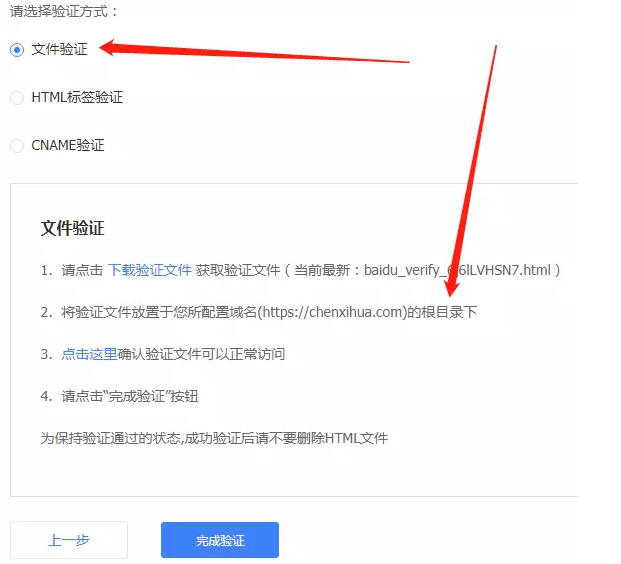 请选择验证方式：
文件验证
HTML标签验证
CNAME验证
文件验证
1. 请点击 下载验证文件 获取验证文件（当前最新：
2. 将验证文件放置于您所配置域名(https://chenxihua.com)的根目录下
3. 点击这里确认验证文件可以正常访问
4. 请点击“完成验证”按钮
为保持验证通过的状态,成功验证后请不要删除HTML文件
上一步
完成验证